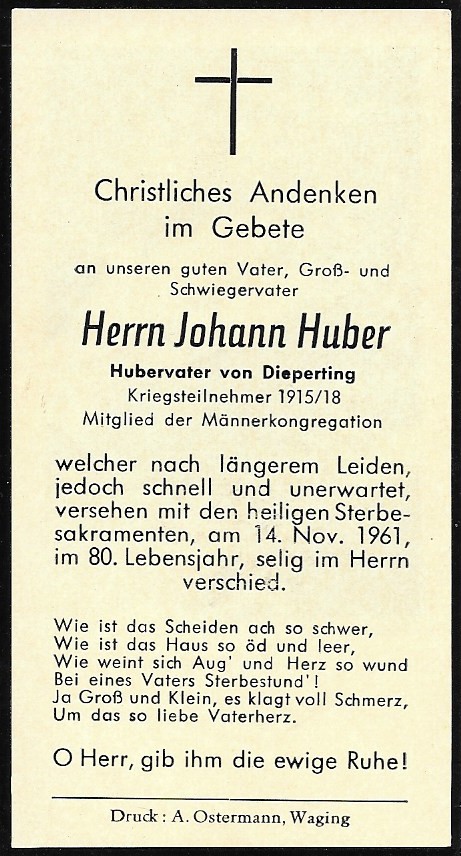 Christliches Andenken
im Gebete
an unseren guten Vater, Groß- und
Schwiegervater
Herrn Johann Huber
Hubervater von Dieperting
Kriegsteilnehmer 1915/18
Mitglied der Männerkongregation
welcher nach längerem Leiden,
jedoch schnell und unerwartet,
versehen mit den heiligen Sterbe-
sakramenten, am 14. Nov. 1961,
im 80. Lebensjahr, selig im Herrn
verschied.
Wie ist das Scheiden ach so schwer,
Wie ist das Haus so öd und leer,
Wie weint sich Aug' und Herz so wund
Bei eines Vaters Sterbestund'!
Ja Groß und Klein, es klagt voll Schmerz,
Um das so liebe Vaterherz.
O Herr, gib ihm die ewige Ruhe!
Druck: A. Ostermann, Waging